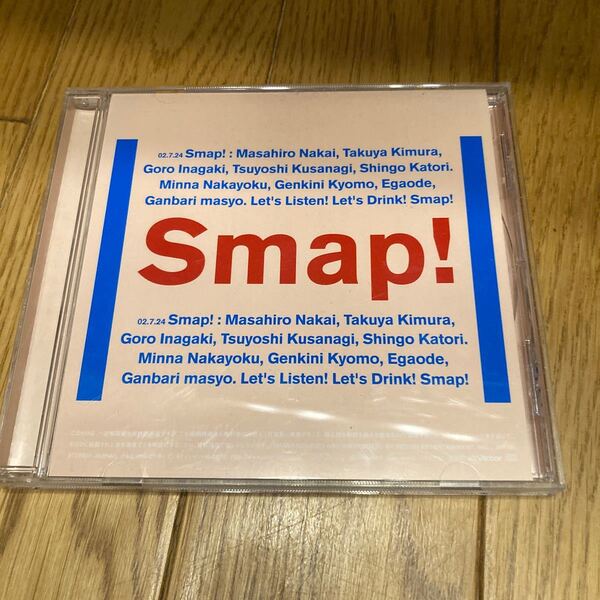 02.7.24 Smap! : Masahiro Nakai, Takuya Kimura,
Goro Inagaki, Tsuyoshi Kusanagi, Shingo Katori.
Minna Nakayoku, Genkini Kyomo, Egaode,
Ganbari masyo. Let's Listen! Let's Drink! Smap!
Smap!
02.7.24 Smap! : Masahiro Nakai, Takuya Kimura,
Goro Inagaki, Tsuyoshi Kusanagi, Shingo Katori.
Minna Nakayoku, Genkini Kyomo, Egaode,
Ganbari masyo. Let's Listen! Let's Drink! Smap!